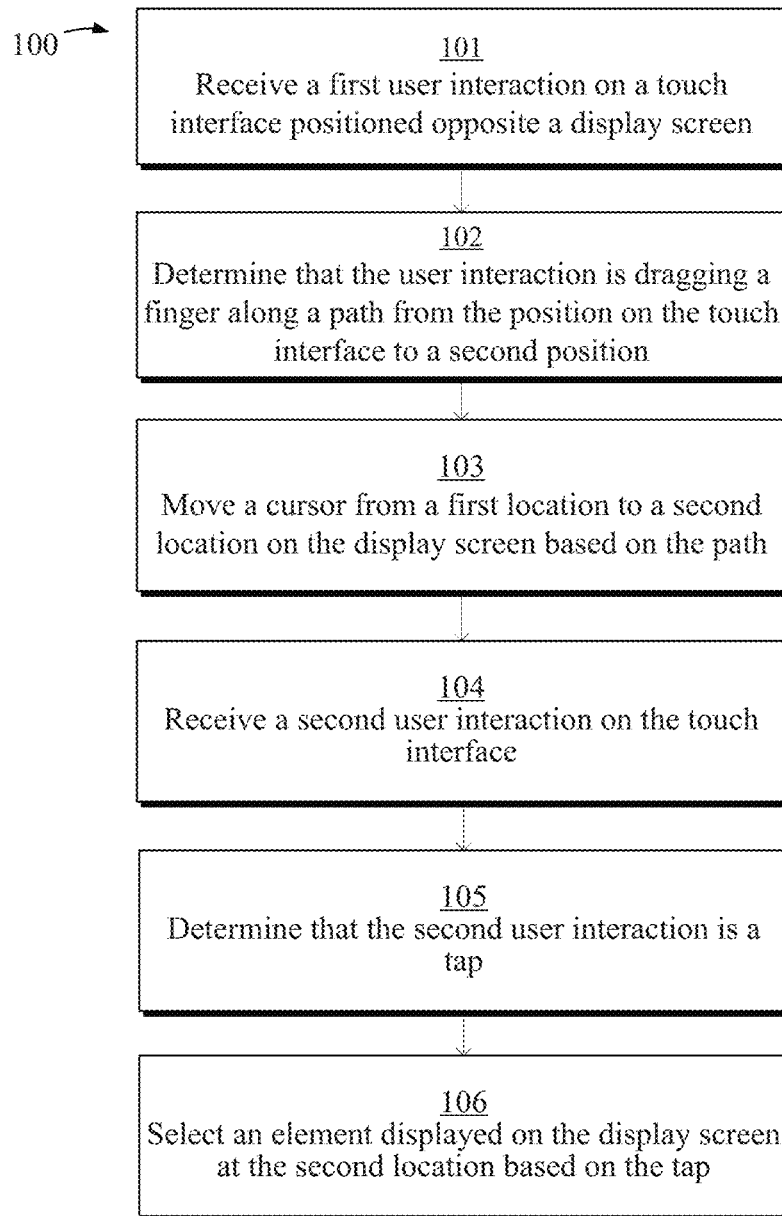 100
101
Receive a first user interaction on a touch
interface positioned opposite a display screen
102
Determine that the user interaction is dragging a
finger along a path from the position on the touch
interface to a second position
103
Move a cursor from a first location to a second
location on the display screen based on the path
104
Receive a second user interaction on the touch
interface
105
Determine that the second user interaction is a
tap
106
Select an element displayed on the display screen
at the second location based on the tap